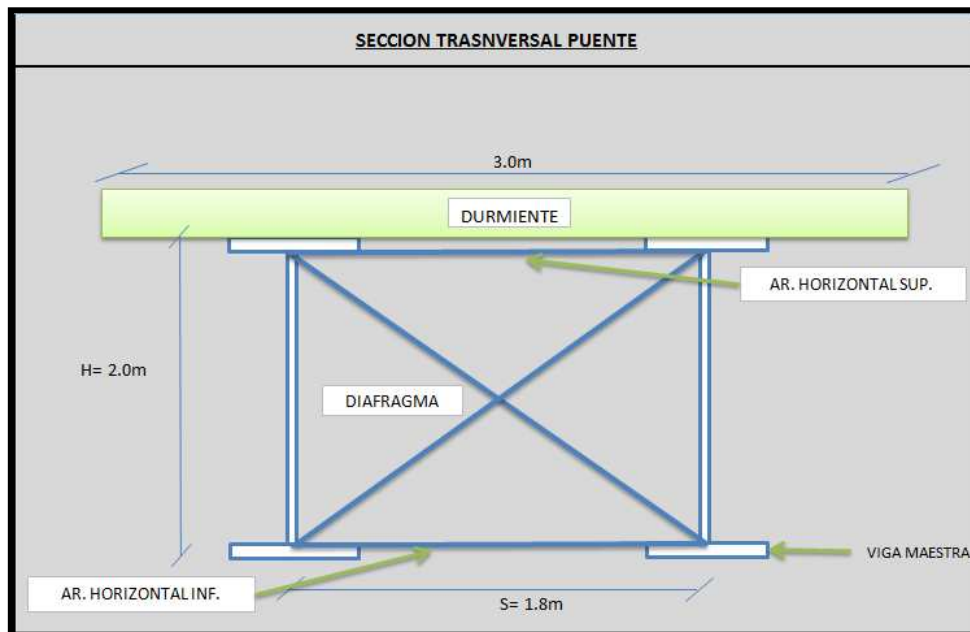 SECCION TRASNVERSAL PUENTE
3.0m
DURMIENTE
AR. HORIZONTAL SUP.
H= 2.0m
DIAFRAGMA
VIGA MAESTRA
AR. HORIZONTAL INF.
S= 1.8m